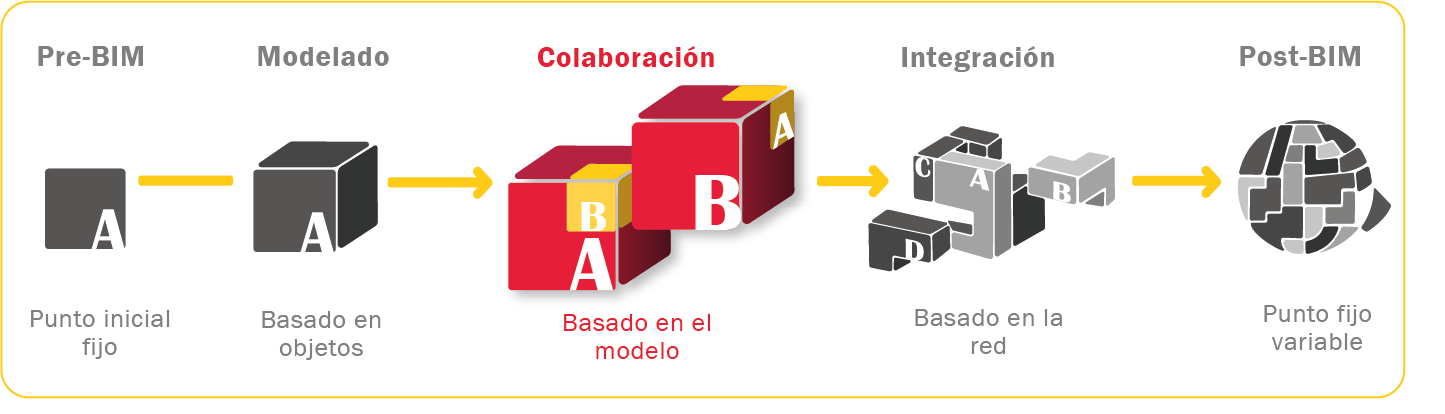 Pre-BIM
Modelado
Colaboración
Integración
Post-BIM
A
A
B
A
A
B
C
A
B
D
Punto inicial
fijo
Basado en
objetos
Basado en el
modelo
Basado en la
red
Punto fijo
variable